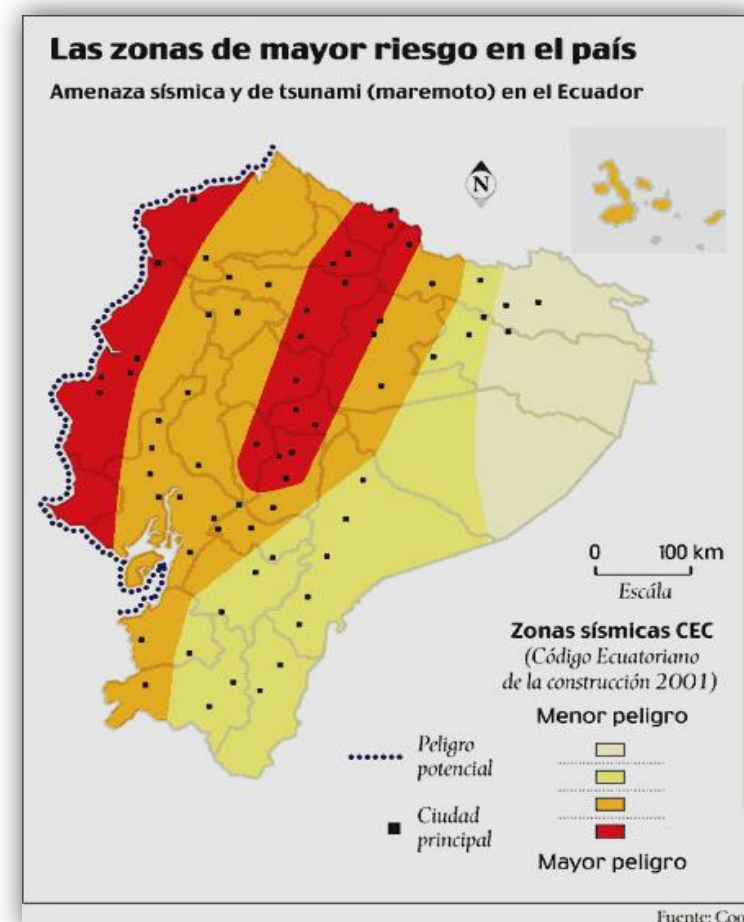 Las zonas de mayor riesgo en el país
Amenaza sísmica y de tsunami (maremoto) en el Ecuador
N
0 100 km
Escála
Zonas sísmicas CEC
(Código Ecuatoriano
de la construcción 2001)
Menor peligro
Mayor peligro
Peligro
potencial
Ciudad
principal
Fuente: